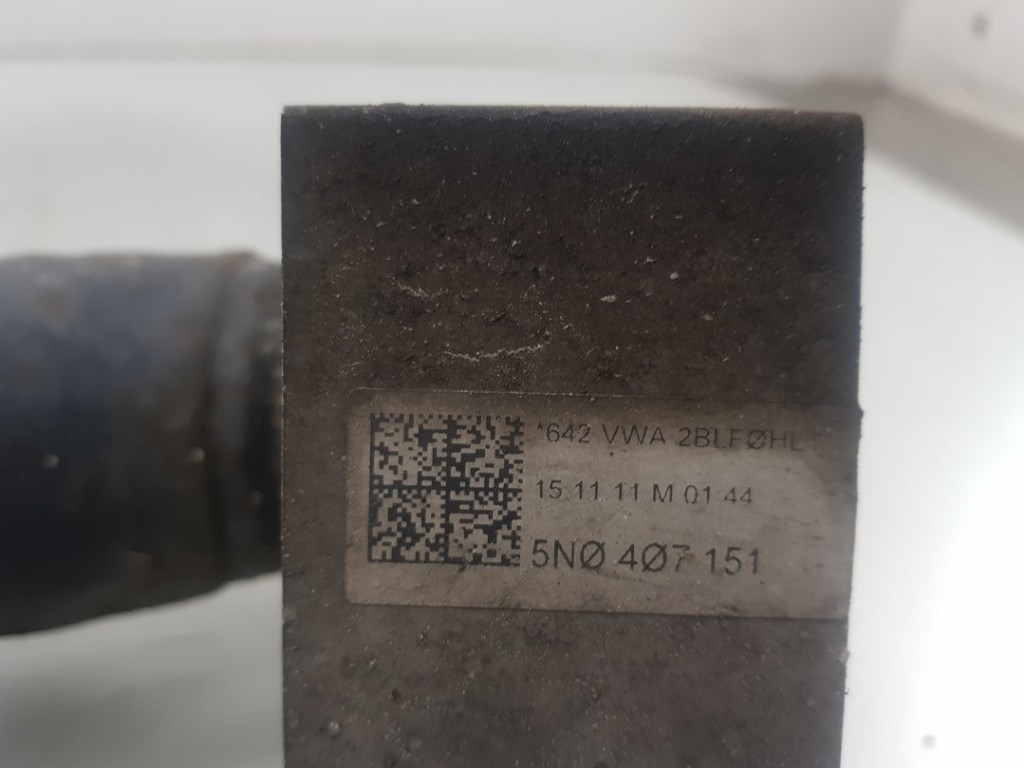 *642 VWA 2BLFØHL
15.11.11 M 01 44
5NØ 4Ø7 151